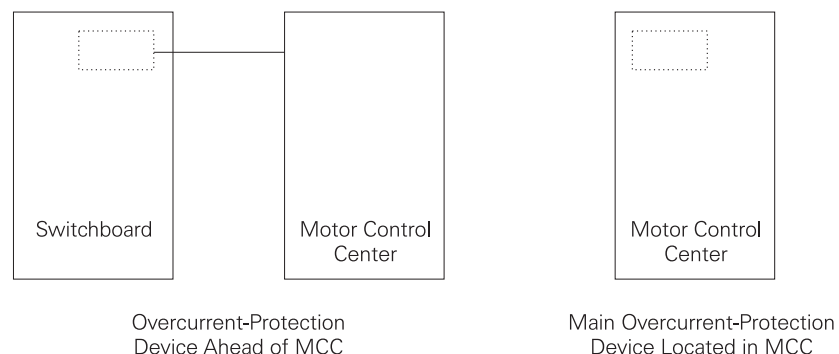 Switchboard
Motor Control
Center
Motor Control
Center
Overcurrent-Protection
Device Ahead of MCC
Main Overcurrent-Protection
Device Located in MCC